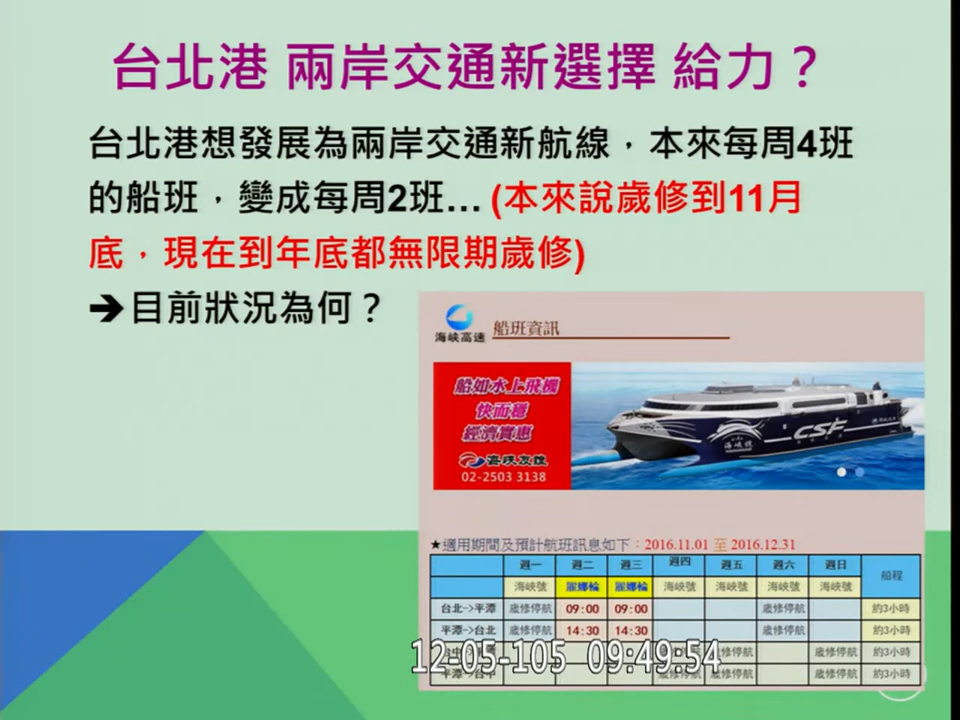 台北港 兩岸交通新選擇 給力？
台北港想發展為兩岸交通新航線，本來每周4班
的船班，變成每周2班... (本來說歲修到11月
底，現在到年底都無限期歲修)
➔目前狀況為何？
海峽高速 船班資訊
船如水上飛機
快而穩
經濟實惠
02-2503 3138
CSF
海峽號
★適用期間及預計航班訊息如下：2016.11.01 至 2016.12.31
週一 週二 週三 週四 週五 週六 週日 船程
海峽號 麗娜輪 麗娜輪 海峽號 海峽號 海峽號 海峽號
台北->平潭 歲修停航 09:00 09:00 歲修停航 約3小時
平潭->台北 歲修停航 14:30 14:30 歲修停航 約3小時
歲修停航 約3小時
平潭->台中 歲修停航 歲修停航 歲修停航 約3小時
12-05-105 09:49:54